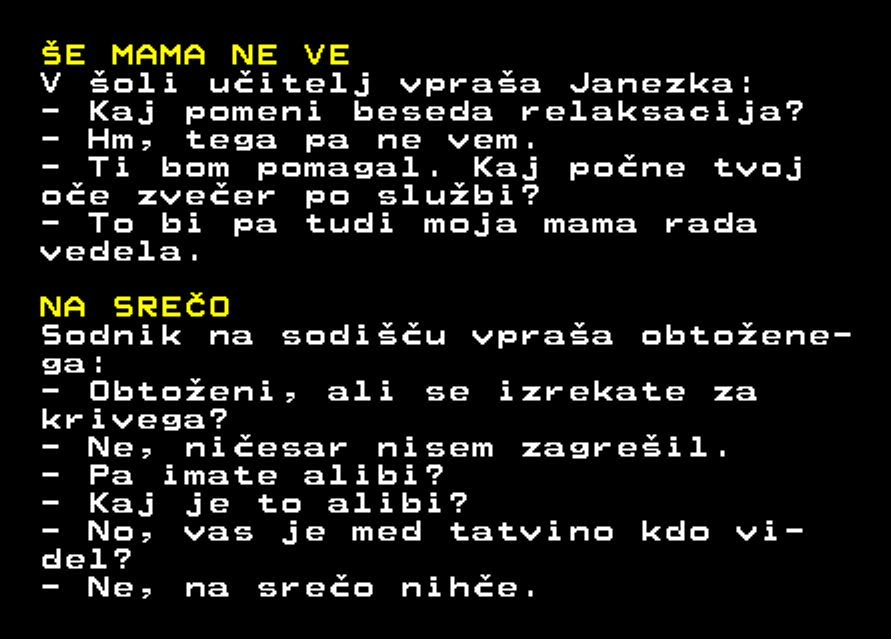 ŠE MAMA NE VE
V šoli učitelj vpraša Janezka:
- Kaj pomeni beseda relaksacija?
- Hm, tega pa ne vem.
- Ti bom pomagal. Kaj počne tvoj
oče zvečer po službi?
- To bi pa tudi moja mama rada
vedela.
NA SREČO
Sodnik na sodišču vpraša obtožene-
ga:
- Obtoženi, ali se izrekate za
krivega?
- Ne, ničesar nisem zagrešil.
- Pa imate alibi?
- Kaj je to alibi?
- No, vas je med tatvino kdo vi-
del?
- Ne, na srečo nihče.